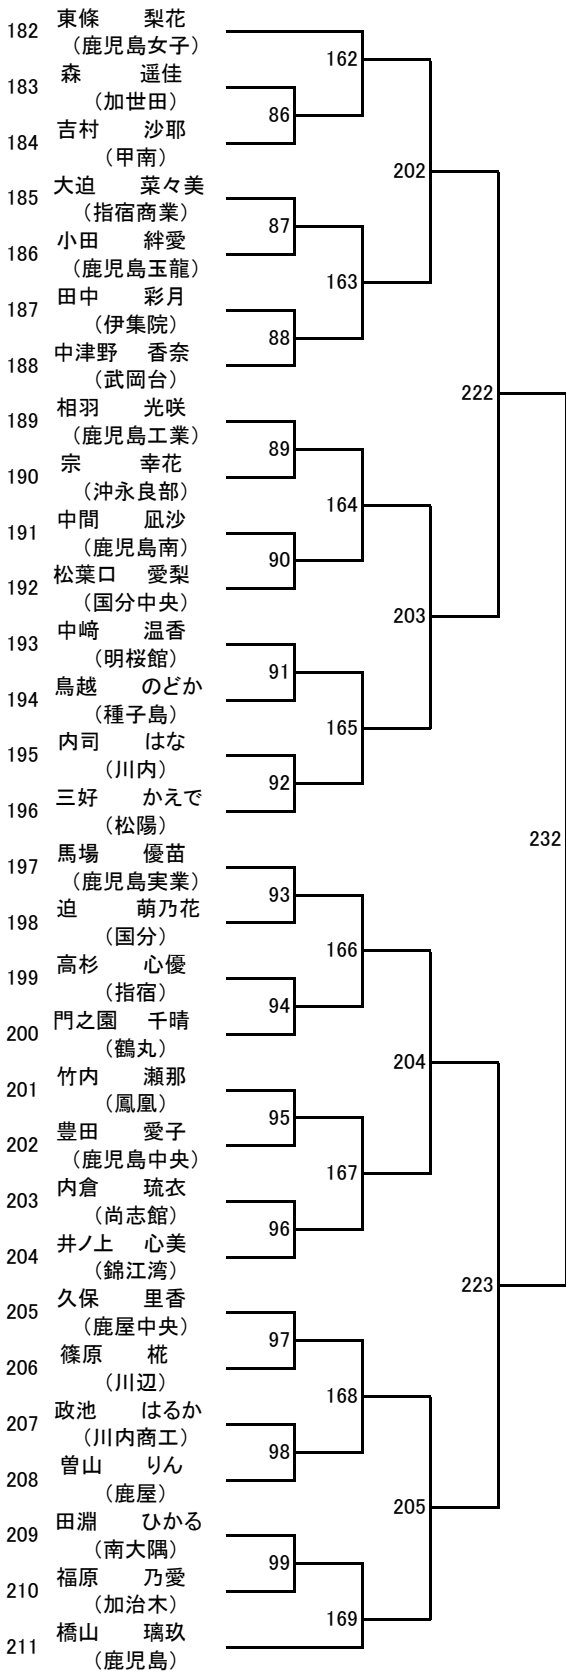 182 東條 梨花
（鹿児島女子）
162
183 森 遥佳
（加世田）
86
184 吉村 沙耶
（甲南）
202
185 大迫 菜々美
（指宿商業）
87
186 小田 絆愛
（鹿児島玉龍）
163
187 田中 彩月
（伊集院）
88
188 中津野 香奈
（武岡台）
222
189 相羽 光咲
（鹿児島工業）
89
190 宗 幸花
（沖永良部）
164
191 中間 凪沙
（鹿児島南）
90
192 松葉口 愛梨
（国分中央）
203
193 中﨑 温香
（明桜館）
91
194 鳥越 のどか
（種子島）
165
195 内司 はな
（川内）
92
196 三好 かえで
（松陽）
232
197 馬場 優苗
（鹿児島実業）
93
198 迫 萌乃花
（国分）
166
199 高杉 心優
（指宿）
94
200 門之園 千晴
（鶴丸）
204
201 竹内 瀬那
（鳳凰）
95
202 豊田 愛子
（鹿児島中央）
167
203 内倉 琉衣
（尚志館）
96
204 井ノ上 心美
（錦江湾）
223
205 久保 里香
（鹿屋中央）
97
206 篠原 椛
（川辺）
168
207 政池 はるか
（川内商工）
98
208 曽山 りん
（鹿屋）
205
209 田淵 ひかる
（南大隅）
99
210 福原 乃愛
（加治木）
169
211 橋山 璃玖
（鹿児島）